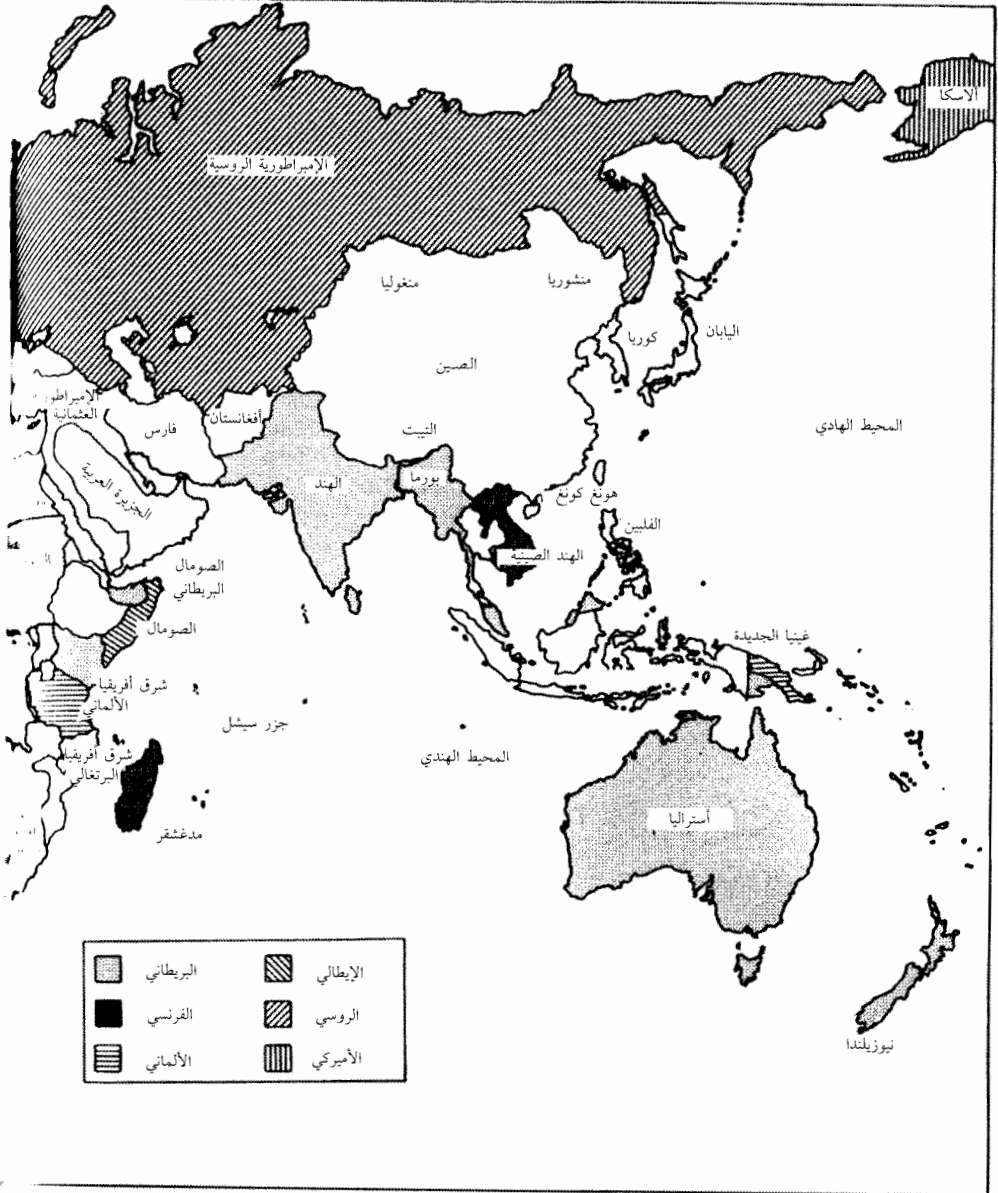 ألاسكا
الإمبراطورية الروسية
منغوليا
منشوريا
اليابان
كوريا
الصين
العثمانية
أفغانستان
فارس
التيبت
المحيط الهادي
الجزيرة العربية
الهند
بورما
هونغ كونغ
الفلبين
الهند الصينية
الصومال
البريطاني
الصومال
غينيا الجديدة
شرق أفريقيا
الألماني
جزر سيشل
شرق أفريقيا
البرتغالي
المحيط الهندي
مدغشقر
أستراليا
نيوزيلندا
البريطاني
الإيطالي
الفرنسي
الروسي
الألماني
الأميركي